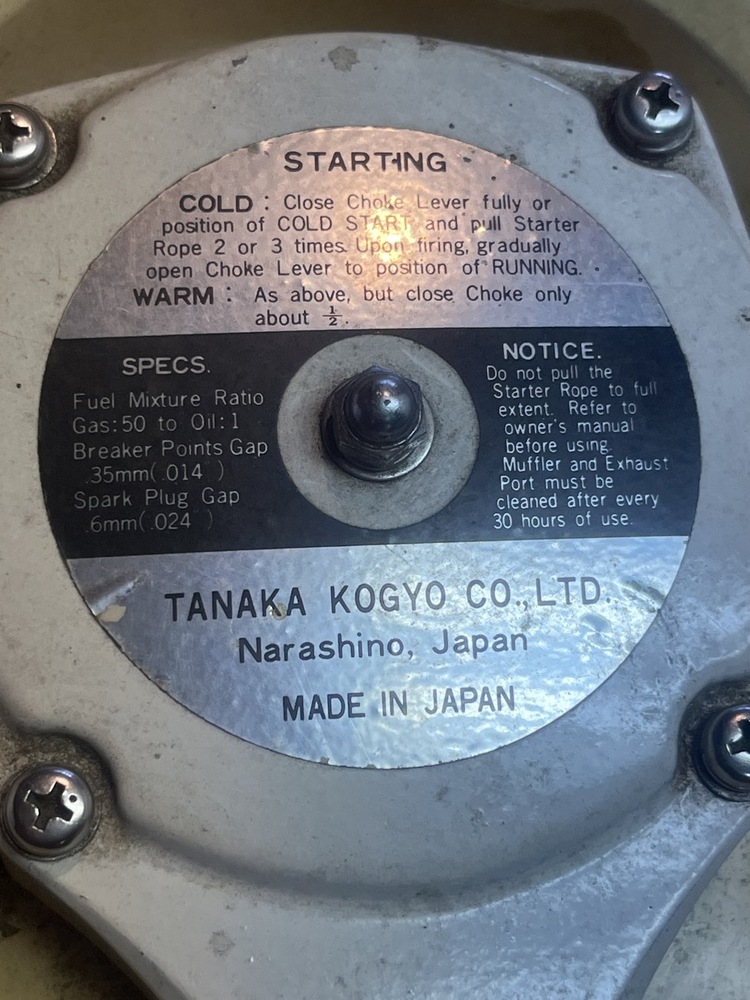 STARTING
COLD : Close Choke Lever fully or
position of COLD START and pull Starter
Rope 2 or 3 times. Upon firing, gradually
open Choke Lever to position of RUNNING.
WARM : As above, but close Choke only
about ½.
SPECS.
Fuel Mixture Ratio
Gas:50 to Oil:1
Breaker Points Gap
.35mm(.014″)
Spark Plug Gap
.6mm(.024″)
NOTICE.
Do not pull the
Starter Rope to full
extent. Refer to
owner's manual
before using.
Muffler and Exhaust
Port must be
cleaned after every
30 hours of use.
TANAKA KOGYO CO., LTD.
Narashino, Japan
MADE IN JAPAN